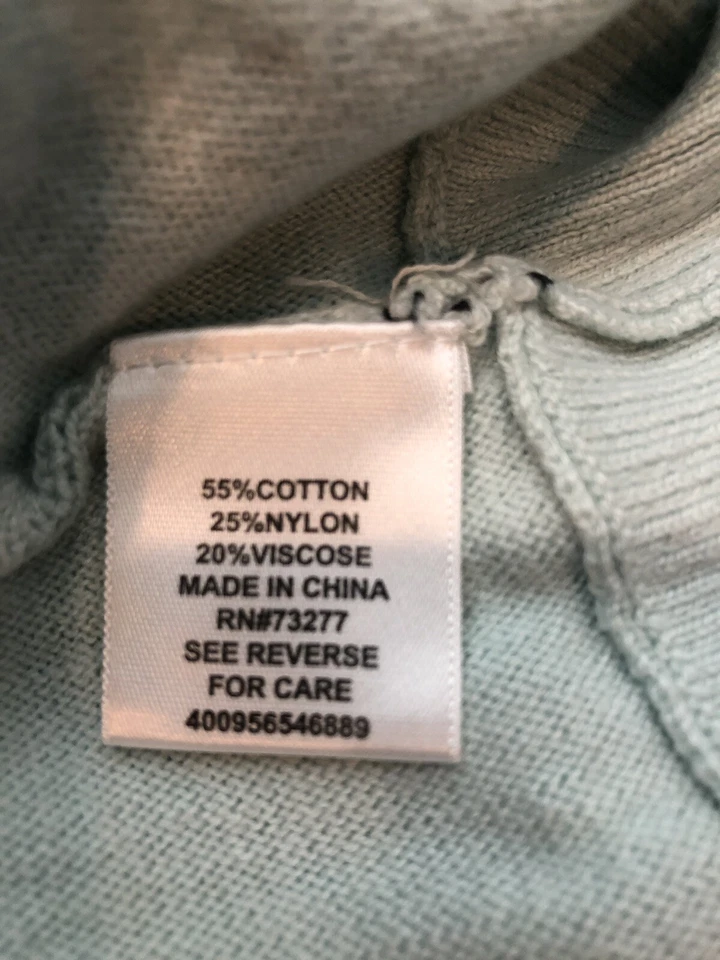 55%COTTON
25%NYLON
20%VISCOSE
MADE IN CHINA
RN#73277
SEE REVERSE
FOR CARE
400956546889